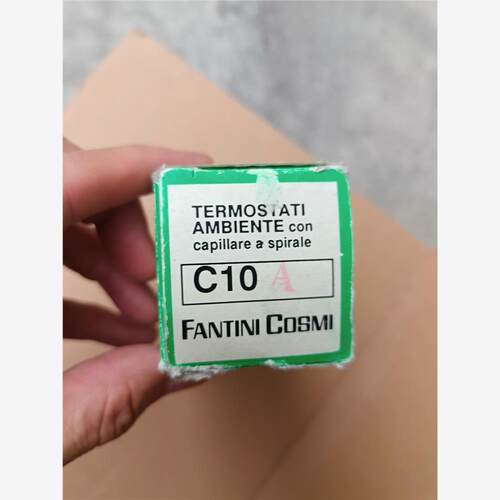 TERMOSTATI
AMBIENTE con
capillare a spirale
C10 A
FANTINI COSMI